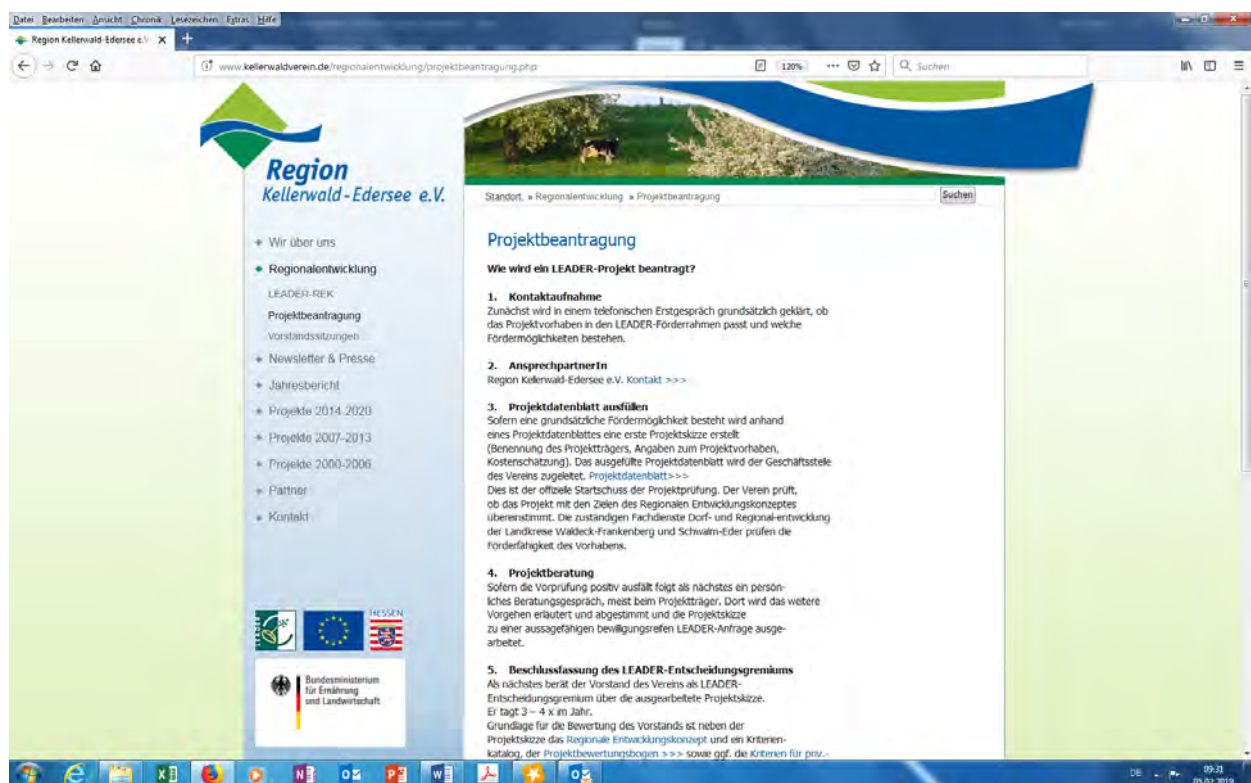 Datei Bearbeiten Ansicht Chronik Lesezeichen Extras Hilfe
Region Kellerwald-Edersee e.V.
www.kellerwaldverein.de/regionalentwicklung/projektbeantragung.php
120%
Suchen
Region
Kellerwald-Edersee e.V.
Standort: » Regionalentwicklung » Projektbeantragung
Suchen
Wir über uns
Regionalentwicklung
LEADER-REK
Projektbeantragung
Vorstandssitzungen
Newsletter & Presse
Jahresbericht
Projekte 2014-2020
Projekte 2007-2013
Projekte 2000-2006
Partner
Kontakt
HESSEN
Bundesministerium
für Ernährung
und Landwirtschaft
Projektbeantragung
Wie wird ein LEADER-Projekt beantragt?
1. Kontaktaufnahme
Zunächst wird in einem telefonischen Erstgespräch grundsätzlich geklärt, ob
das Projektvorhaben in den LEADER-Förderrahmen passt und welche
Fördermöglichkeiten bestehen.
2. AnsprechpartnerIn
Region Kellerwald-Edersee e.V. Kontakt >>>
3. Projektdatenblatt ausfüllen
Sofern eine grundsätzliche Fördermöglichkeit besteht wird anhand
eines Projektdatenblattes eine erste Projektskizze erstellt
(Benennung des Projektträgers, Angaben zum Projektvorhaben,
Kostenschätzung). Das ausgefüllte Projektdatenblatt wird der Geschäftsstelle
des Vereins zugeleitet. Projektdatenblatt>>>
Dies ist der offizielle Startschuss der Projektprüfung. Der Verein prüft,
ob das Projekt mit den Zielen des Regionalen Entwicklungskonzeptes
übereinstimmt. Die zuständigen Fachdienste Dorf- und Regional-entwicklung
der Landkreise Waldeck-Frankenberg und Schwalm-Eder prüfen die
Förderfähigkeit des Vorhabens.
4. Projektberatung
Sofern die Vorprüfung positiv ausfällt folgt als nächstes ein persön-
liches Beratungsgespräch, meist beim Projektträger. Dort wird das weitere
Vorgehen erläutert und abgestimmt und die Projektskizze
zu einer aussagefähigen bewilligungsreifen LEADER-Anfrage ausge-
arbeitet.
5. Beschlussfassung des LEADER-Entscheidungsgremiums
Als nächstes berät der Vorstand des Vereins als LEADER-
Entscheidungsgremium über die ausgearbeitete Projektskizze.
Er tagt 3 – 4 x im Jahr.
Grundlage für die Bewertung des Vorstands ist neben der
Projektskizze das Regionale Entwicklungskonzept und ein Kriterien-
katalog, der Projektbewertungsbogen >>> sowie ggf. die Kriterien für priv.-
DE
09:31
05.02.2019